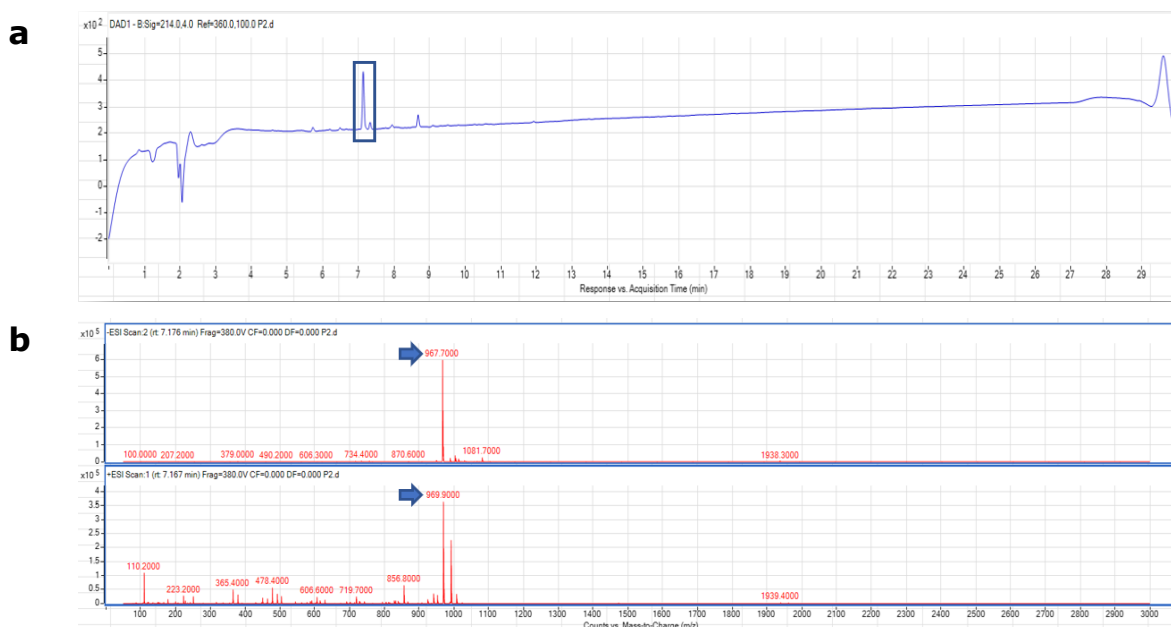 a
x10 2 DAD1 - B:Sig=214.0,4.0 Ref=360.0,100.0 P2.d
5
4
3
2
1
0
-1
-2
1 2 3 4 5 6 7 8 9 10 11 12 13 14 15 16 17 18 19 20 21 22 23 24 25 26 27 28 29
Response vs. Acquisition Time (min)
b
x10 5 -ESI Scan:2 (rt: 7.176 min) Frag=380.0V CF=0.000 DF=0.000 P2.d
967.7000
6
5
4
3
2
1
0
100.0000 207.2000 379.0000 490.2000 606.3000 734.4000 870.6000 1081.7000 1938.3000
x10 5 +ESI Scan:1 (rt: 7.167 min) Frag=380.0V CF=0.000 DF=0.000 P2.d
969.9000
4
3.5
3
2.5
2
1.5
1
0.5
0
110.2000 223.2000 365.4000 478.4000 606.6000 719.7000 856.8000 1939.4000
100 200 300 400 500 600 700 800 900 1000 1100 1200 1300 1400 1500 1600 1700 1800 1900 2000 2100 2200 2300 2400 2500 2600 2700 2800 2900 3000
Counts vs. Mass-to-Charge (m/z)